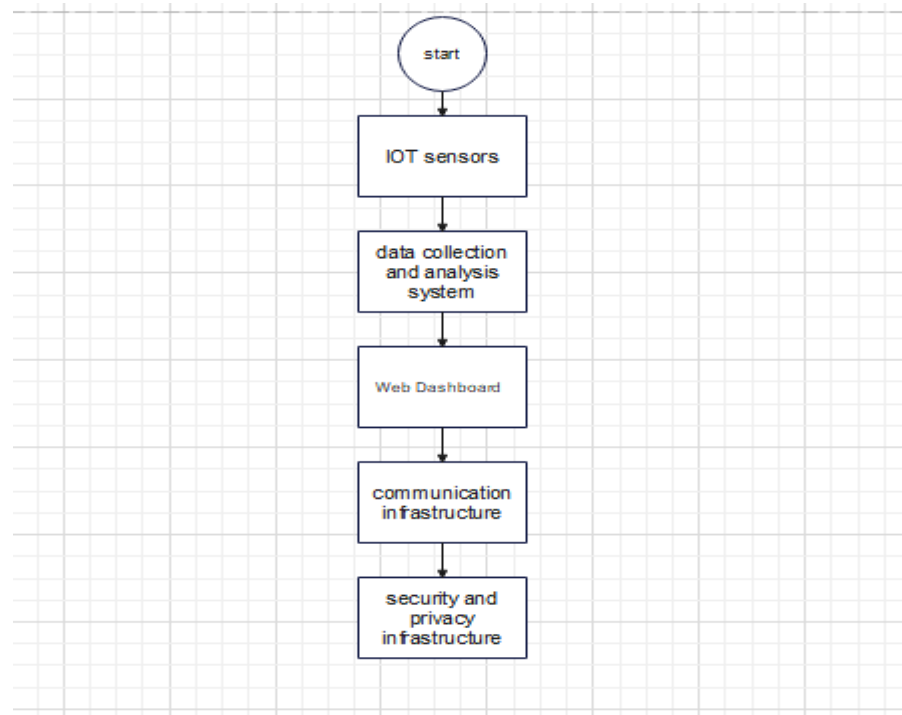 start
IOT sensors
data collection
and analysis
system
Web Dashboard
communication
infrastructure
security and
privacy
infrastructure